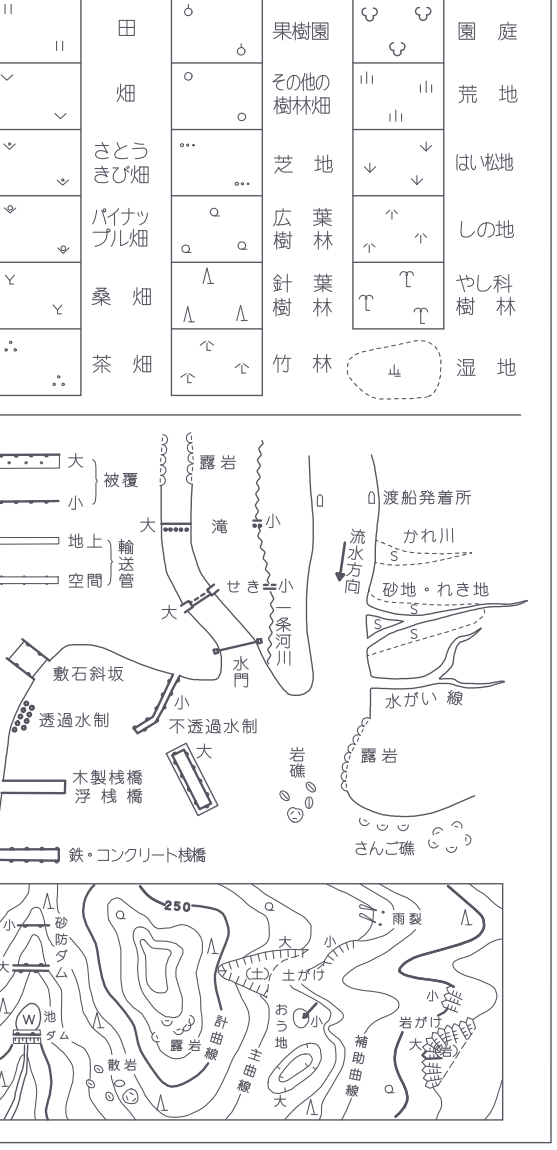 田
果樹園
園 庭
畑
その他の
樹林畑
荒 地
さとう
きび畑
芝 地
はい松地
パイナッ
プル畑
広 葉
樹 林
しの地
桑 畑
針 葉
樹 林
やし科
樹 林
茶 畑
竹 林
湿 地
大
小
被覆
地上
空間
輸送管
露岩
大
滝
小
渡船発着所
流水方向
かれ川
S
せき
小
大
一条河川
砂地・れき地
S
S
S
水門
水がい線
敷石斜坂
透過水制
小
不透過水制
大
岩礁
露岩
木製桟橋
浮桟橋
さんご礁
鉄・コンクリート桟橋
250
小
砂防ダム
大
W
池
ダム
散岩
露岩
計曲線
主曲線
大
小
(土)
土がけ
雨裂
おう地
小
大
補助曲線
小
岩がけ
大
(岩)